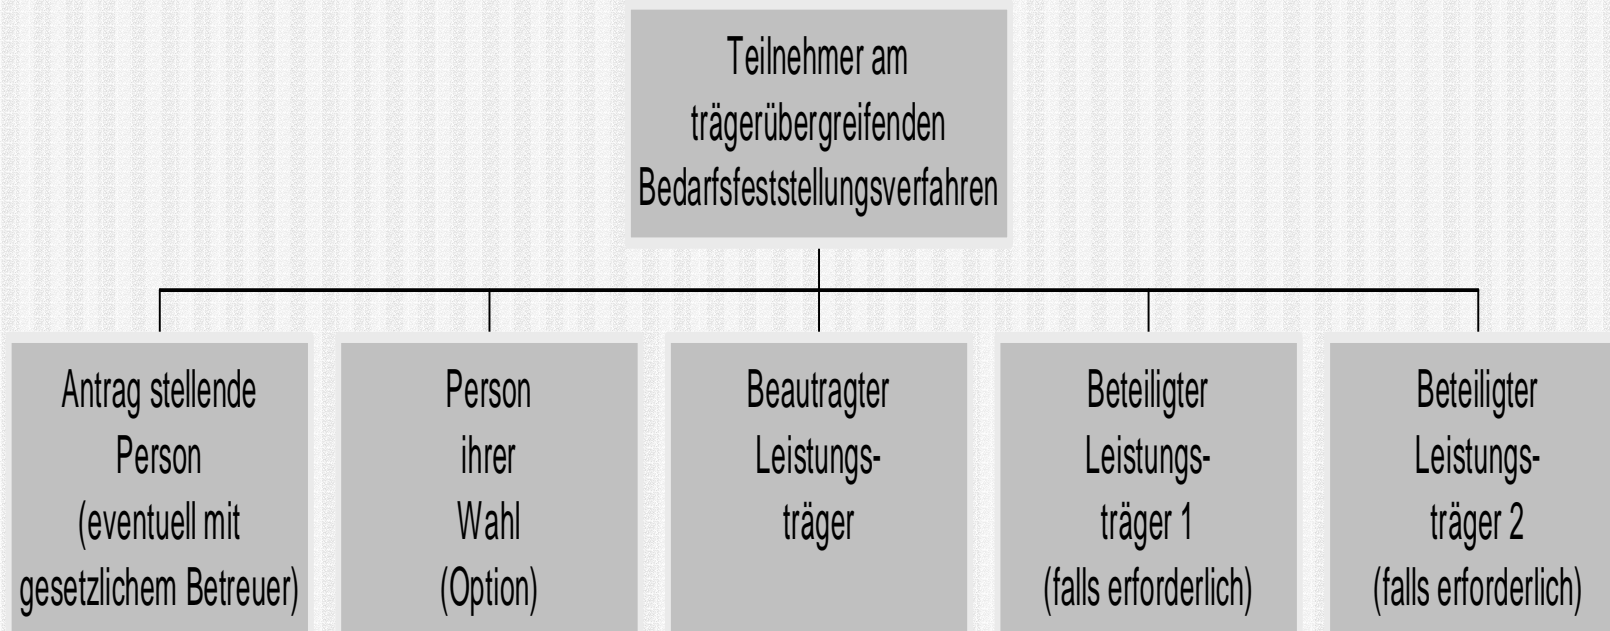 Teilnehmer am
trägerübergreifenden
Bedarfsfeststellungsverfahren
Antrag stellende
Person
(eventuell mit
gesetzlichem Betreuer)
Person
ihrer
Wahl
(Option)
Beautragter
Leistungs-
träger
Beteiligter
Leistungs-
träger 1
(falls erforderlich)
Beteiligter
Leistungs-
träger 2
(falls erforderlich)